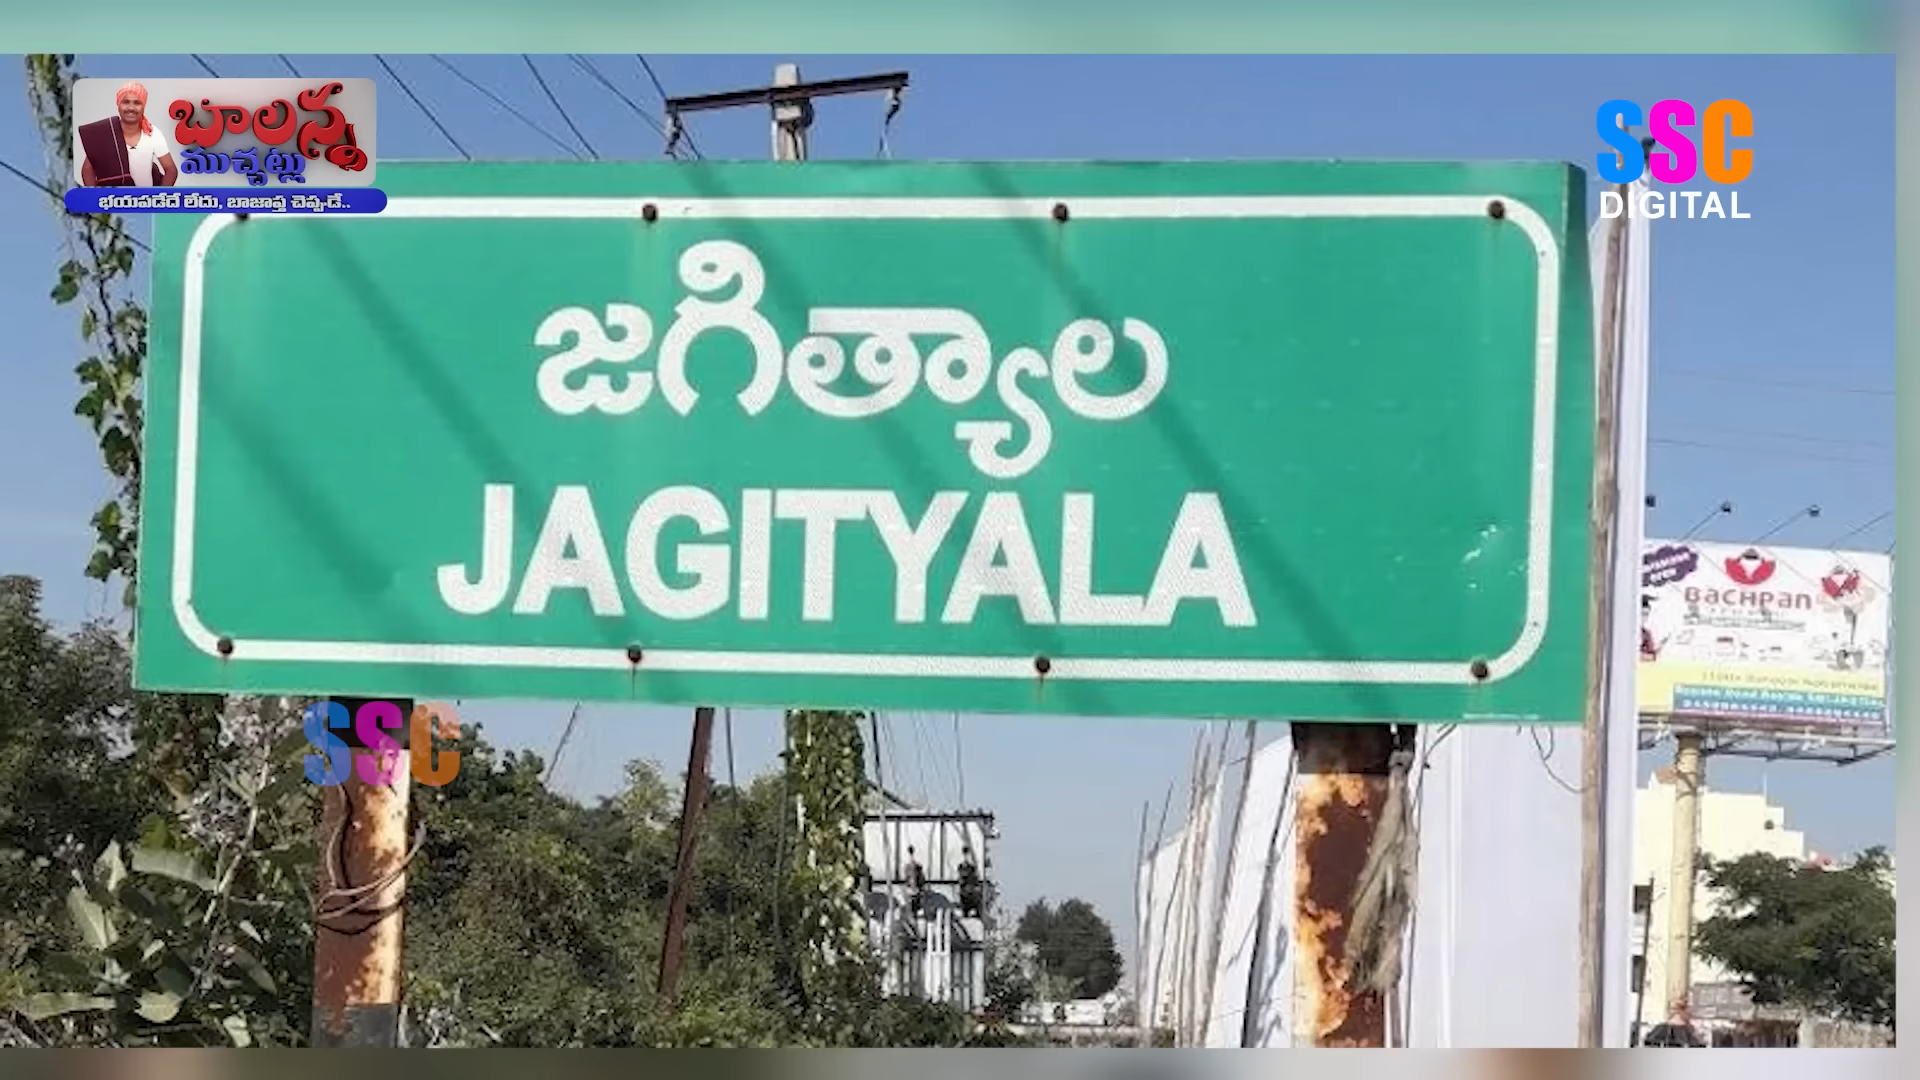 బాలన్న
ముచ్చట్లు
భయపడేదే లేదు, బాజాప్త చెప్పుడే..
SSC
DIGITAL
జగిత్యాల
JAGITYALA
BACHPAN
SSC